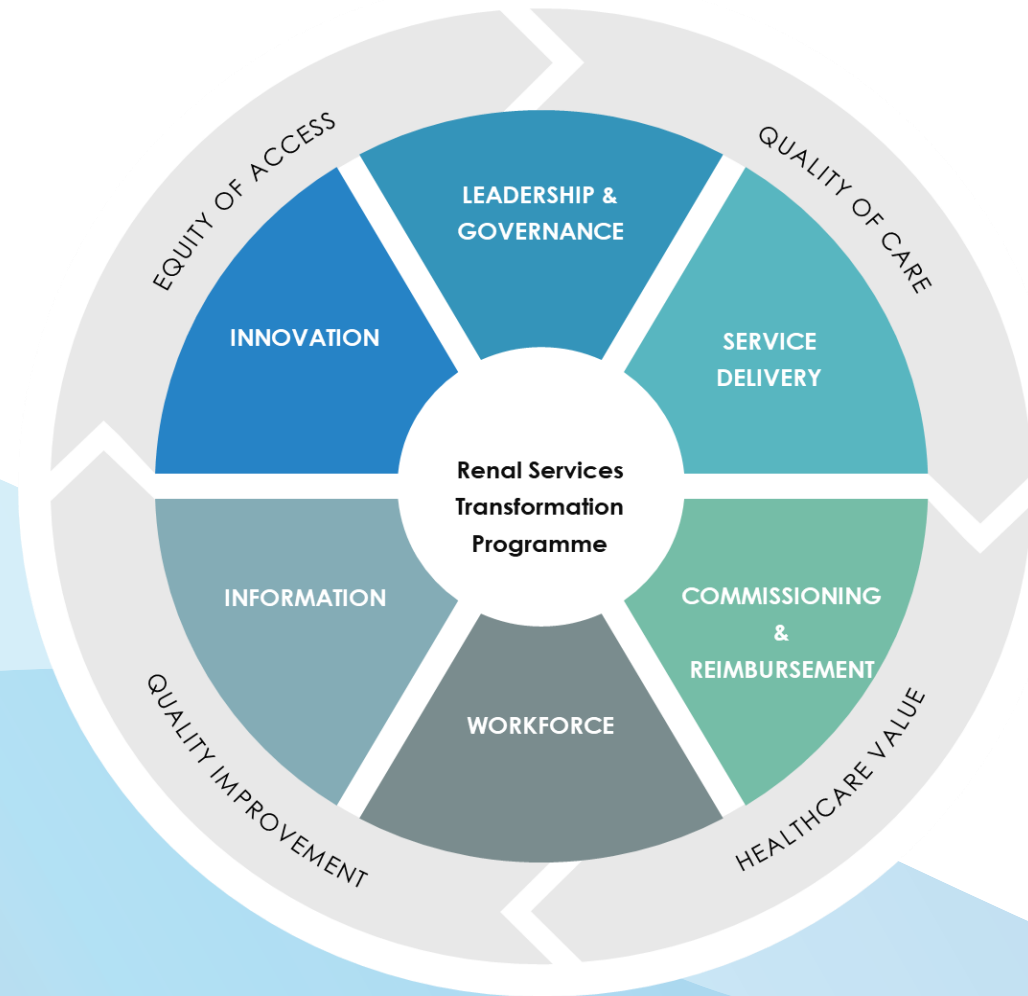 EQUITY OF ACCESS
QUALITY OF CARE
LEADERSHIP &
GOVERNANCE
INNOVATION
SERVICE
DELIVERY
Renal Services
Transformation
Programme
INFORMATION
COMMISSIONING
&
REIMBURSEMENT
WORKFORCE
QUALITY IMPROVEMENT
HEALTHCARE VALUE